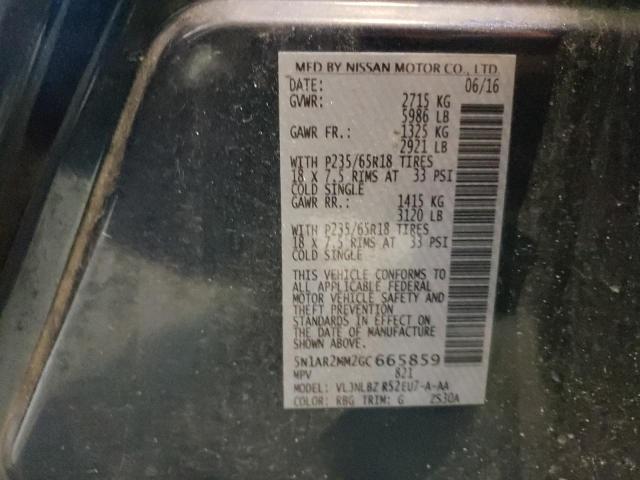 MFD BY NISSAN MOTOR CO., LTD.
DATE: 06/16
GVWR: 2715 KG
5986 LB
GAWR FR.: 1325 KG
2921 LB
WITH P235/65R18 TIRES
18 X 7.5 RIMS AT 33 PSI
COLD SINGLE
GAWR RR.: 1415 KG
3120 LB
WITH P235/65R18 TIRES
18 X 7.5 RIMS AT 33 PSI
COLD SINGLE
THIS VEHICLE CONFORMS TO
ALL APPLICABLE FEDERAL
MOTOR VEHICLE SAFETY AND
THEFT PREVENTION
STANDARDS IN EFFECT ON
THE DATE OF MANUFACTURE
SHOWN ABOVE.
5N1AR2MM2GC665859
MPV 821
MODEL: VLJNLBZ R52EU7-A-AA
COLOR: RBG TRIM: G 2S30A